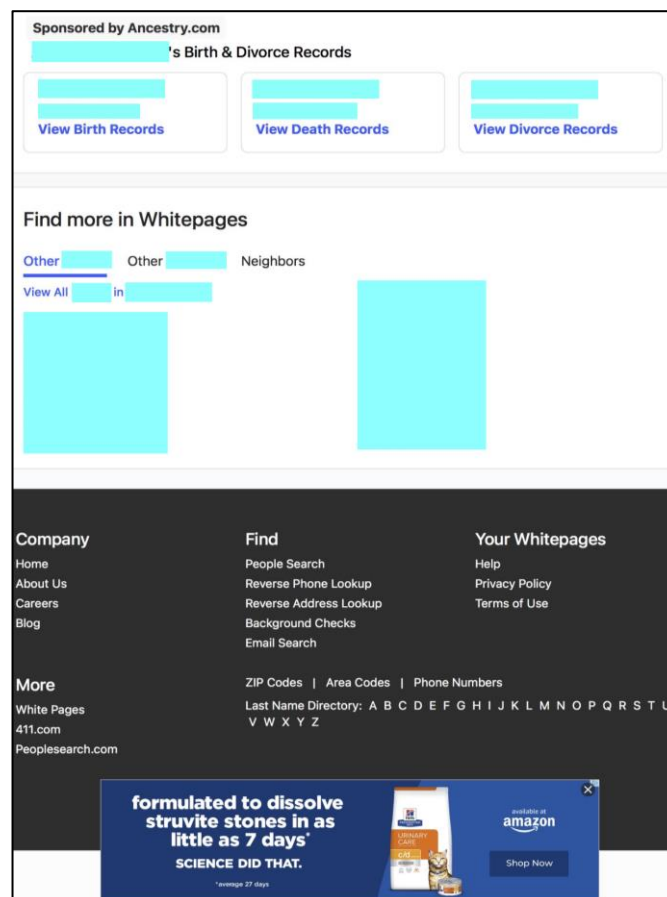 Sponsored by Ancestry.com
's Birth & Divorce Records
View Birth Records
View Death Records
View Divorce Records
Find more in Whitepages
Other
Other
Neighbors
View All in
Company
Home
About Us
Careers
Blog
Find
People Search
Reverse Phone Lookup
Reverse Address Lookup
Background Checks
Email Search
Your Whitepages
Help
Privacy Policy
Terms of Use
More
White Pages
411.com
Peoplesearch.com
ZIP Codes | Area Codes | Phone Numbers
Last Name Directory: A B C D E F G H I J K L M N O P Q R S T U
V W X Y Z
formulated to dissolve
struvite stones in as
little as 7 days*
SCIENCE DID THAT.
*average 27 days
URINARY
CARE
c/d
available at
amazon
Shop Now